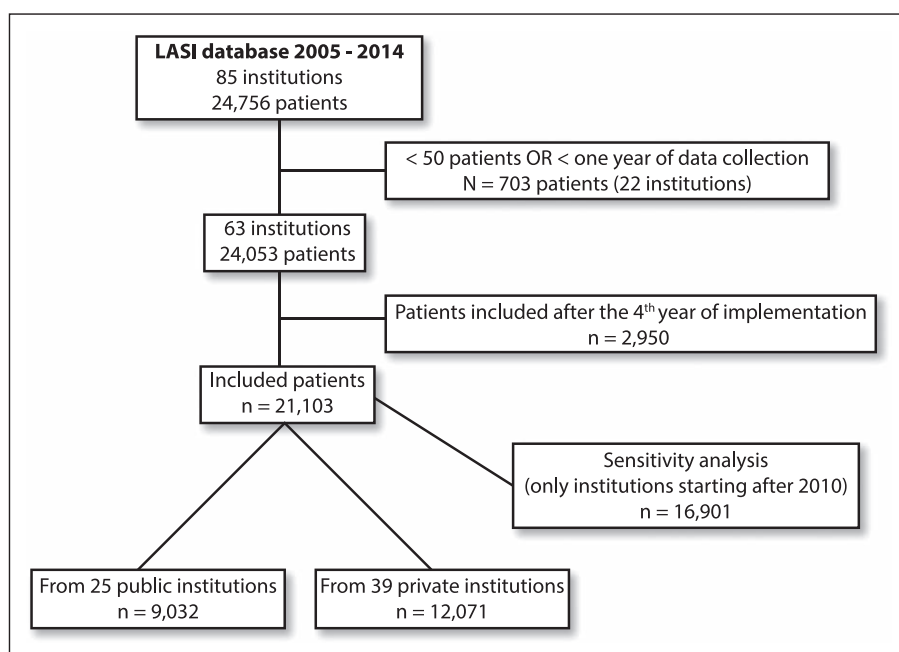 LASI database 2005 - 2014
85 institutions
24,756 patients
< 50 patients OR < one year of data collection
N = 703 patients (22 institutions)
63 institutions
24,053 patients
Patients included after the 4th year of implementation
n = 2,950
Included patients
n = 21,103
Sensitivity analysis
(only institutions starting after 2010)
n = 16,901
From 25 public institutions
n = 9,032
From 39 private institutions
n = 12,071